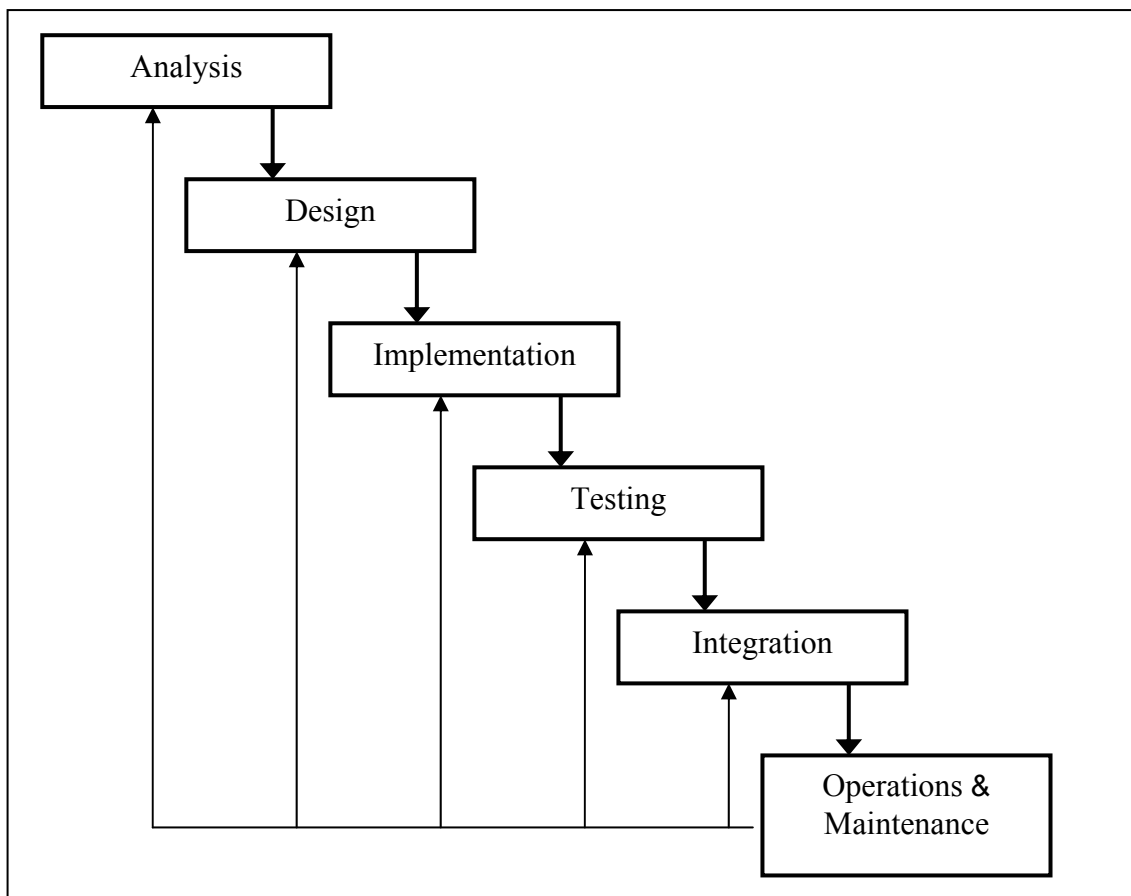 Analysis
Design
Implementation
Testing
Integration
Operations &
Maintenance